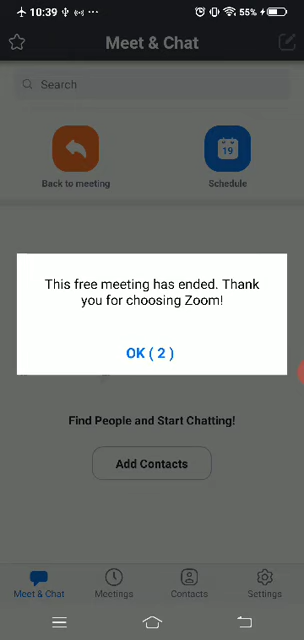 10:39 ... 55%
Meet & Chat
Search
19
Back to meeting Schedule
This free meeting has ended. Thank
you for choosing Zoom!
OK ( 2 )
Find People and Start Chatting!
Add Contacts
Meet & Chat Meetings Contacts Settings